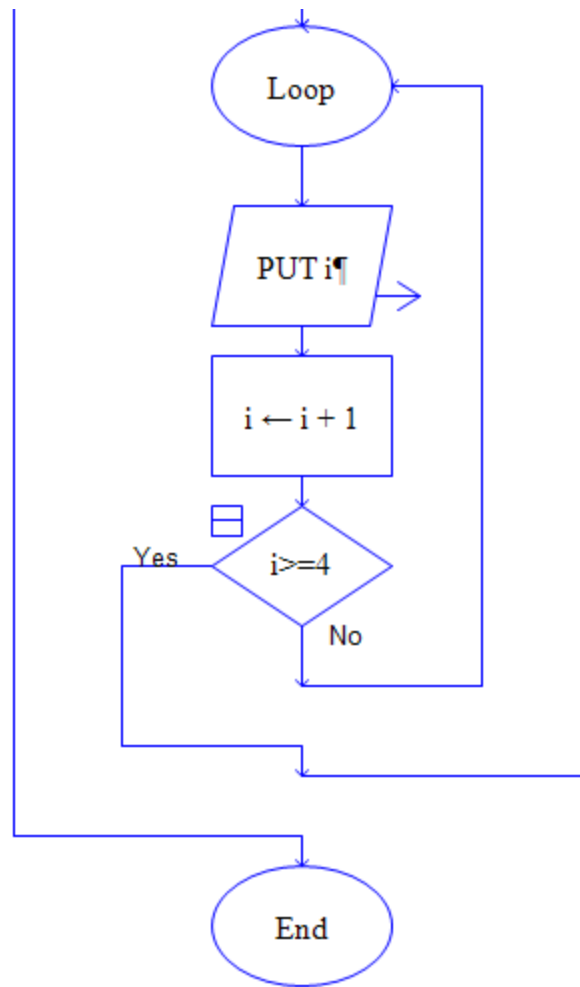 Loop
PUT i¶
i ← i + 1
Yes
i>=4
No
End